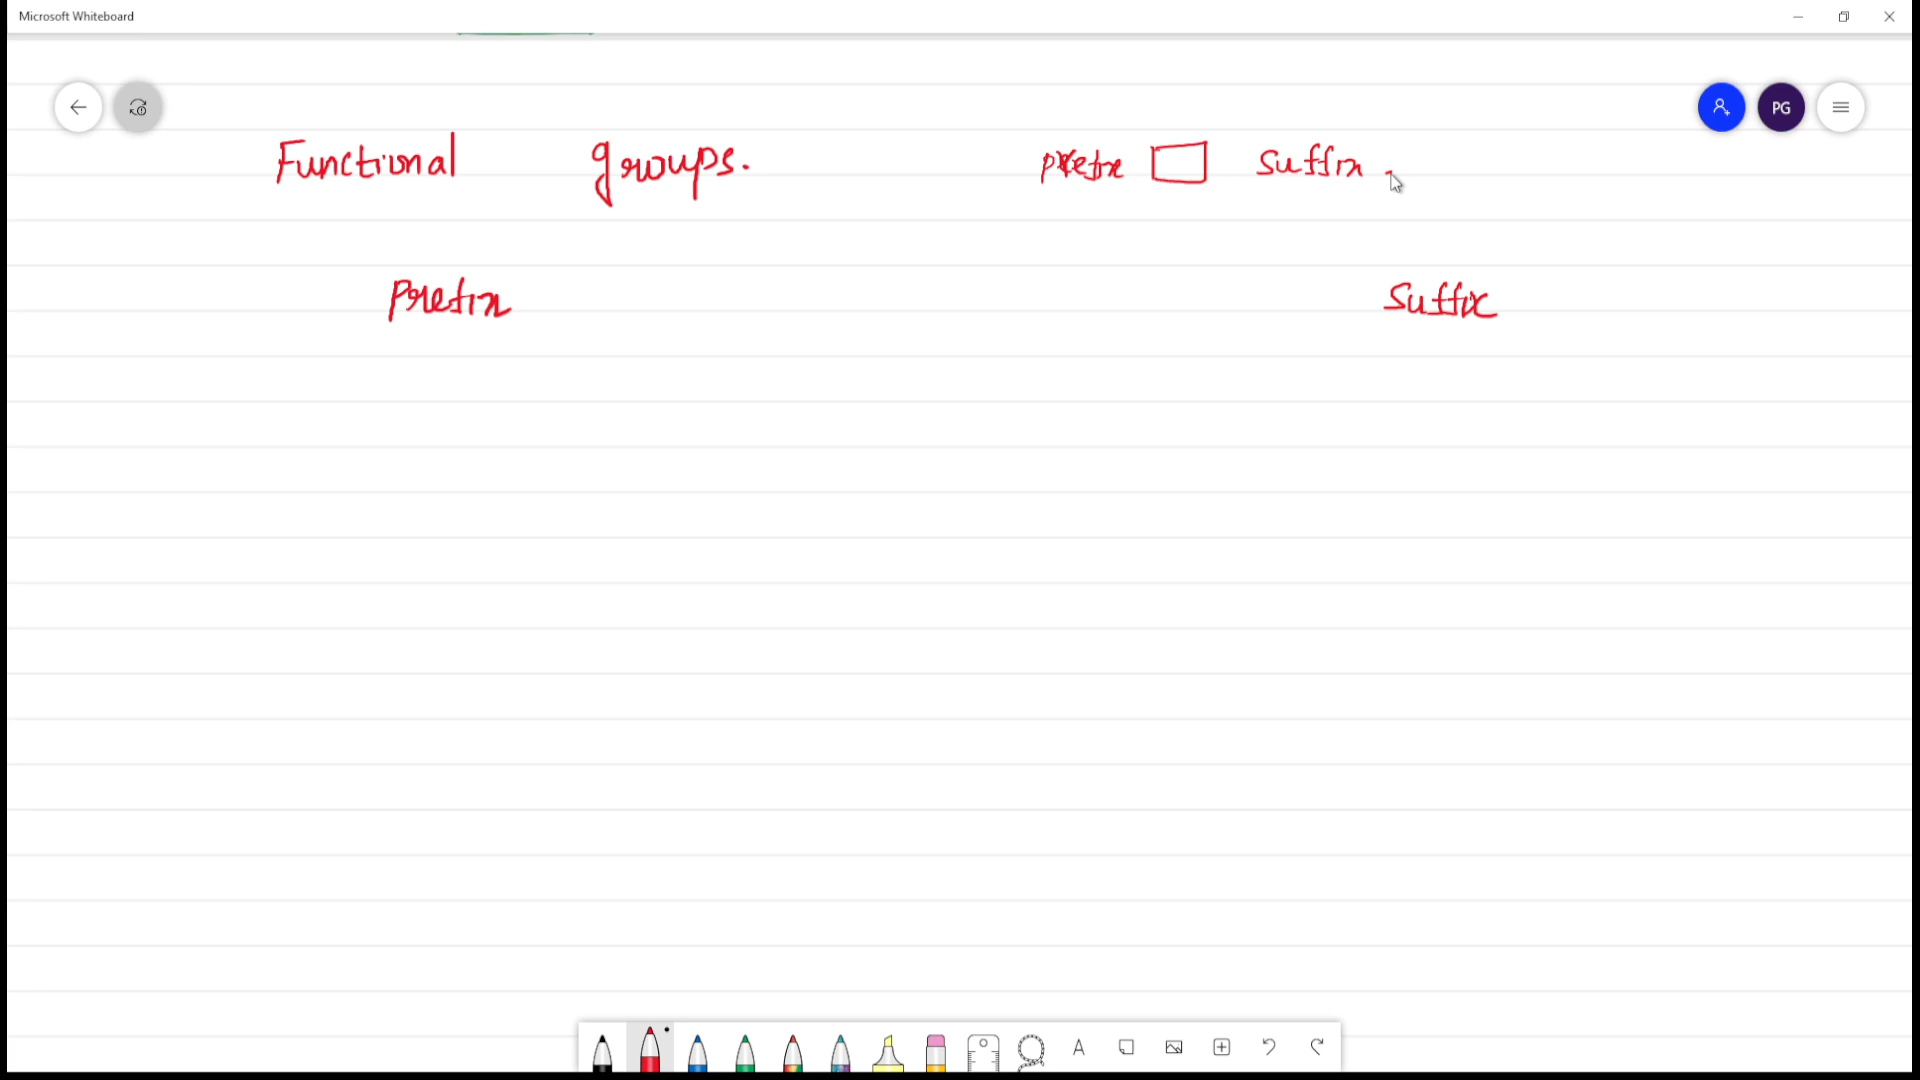 Microsoft Whiteboard
PG
Functional groups. prefix suffix.
Prefix Suffix
A